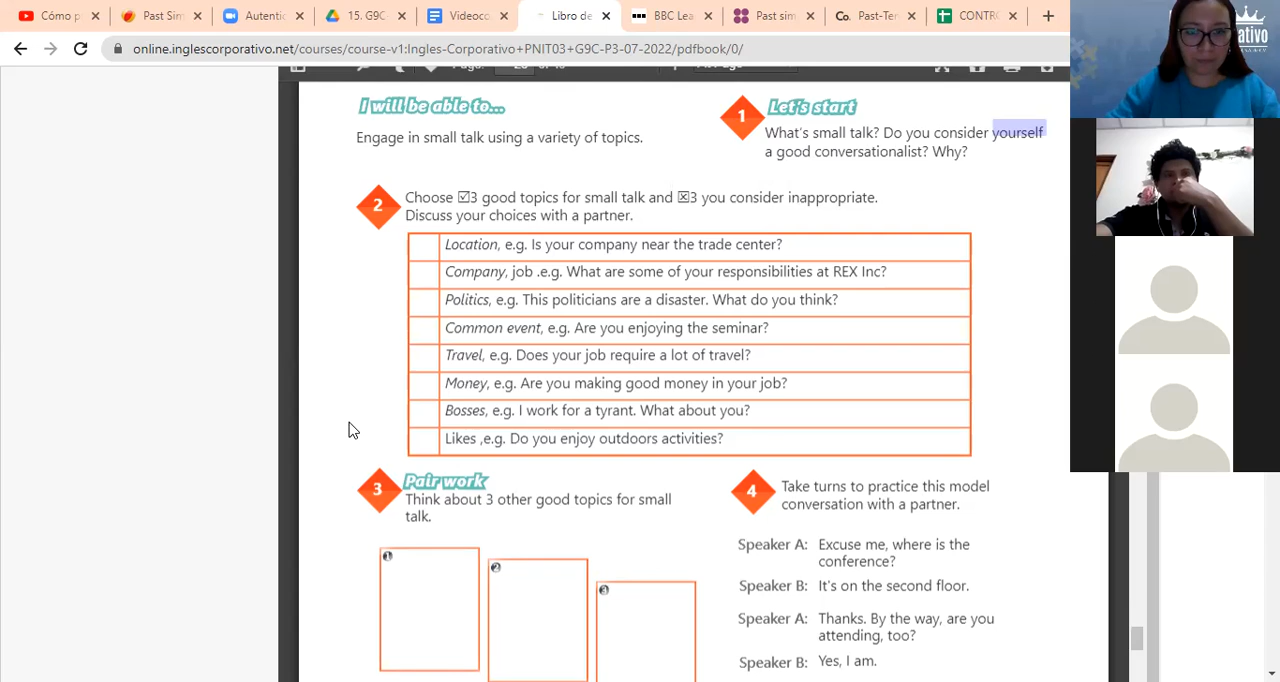 Cómo p
Past Sim
Autentic
15. G9C-
Videoco
Libro de
BBC Lea
Past sim
Co. Past-Ter
CONTR
online.inglescorporativo.net/courses/course-v1:Ingles-Corporativo+PNIT03+G9C-P3-07-2022/pdfbook/0/
ativo
I will be able to...
Engage in small talk using a variety of topics.
1 Let's start
What's small talk? Do you consider yourself
a good conversationalist? Why?
2 Choose ☑3 good topics for small talk and ☒3 you consider inappropriate.
Discuss your choices with a partner.
Location, e.g. Is your company near the trade center?
Company, job .e.g. What are some of your responsibilities at REX Inc?
Politics, e.g. This politicians are a disaster. What do you think?
Common event, e.g. Are you enjoying the seminar?
Travel, e.g. Does your job require a lot of travel?
Money, e.g. Are you making good money in your job?
Bosses, e.g. I work for a tyrant. What about you?
Likes ,e.g. Do you enjoy outdoors activities?
3 Pair work
Think about 3 other good topics for small
talk.
1
2
3
4 Take turns to practice this model
conversation with a partner.
Speaker A: Excuse me, where is the
conference?
Speaker B: It's on the second floor.
Speaker A: Thanks. By the way, are you
attending, too?
Speaker B: Yes, I am.